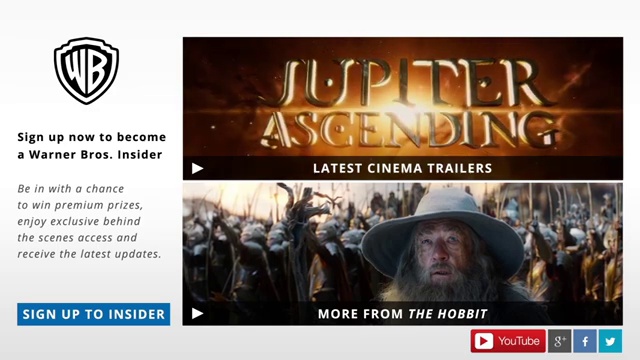 WB
Sign up now to become
a Warner Bros. Insider
Be in with a chance
to win premium prizes,
enjoy exclusive behind
the scenes access and
receive the latest updates.
SIGN UP TO INSIDER
JUPITER
ASCENDING
LATEST CINEMA TRAILERS
MORE FROM THE HOBBIT
YouTube
g+
f